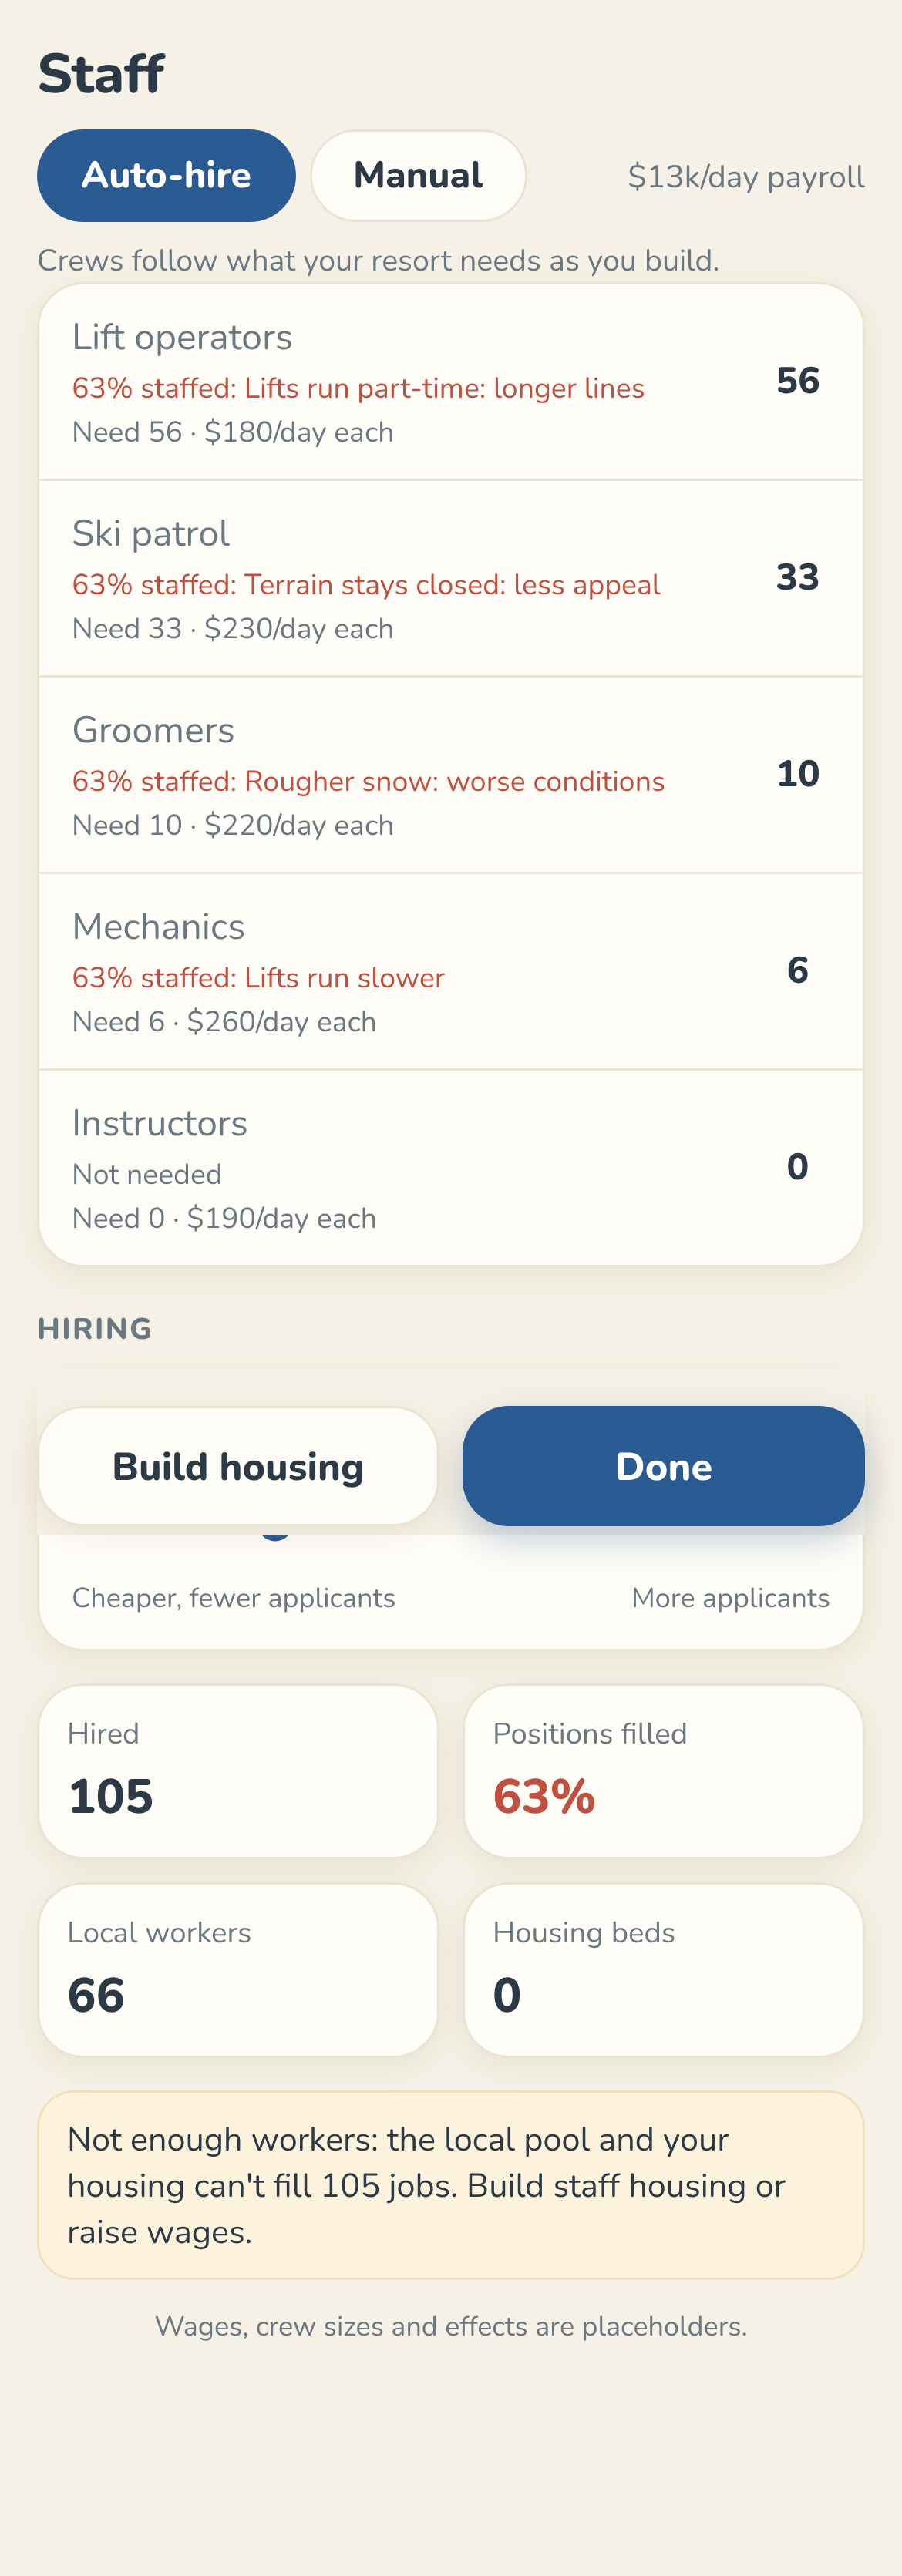 Staff
Auto-hire
Manual
$13k/day payroll
Crews follow what your resort needs as you build.
Lift operators
63% staffed: Lifts run part-time: longer lines
Need 56 · $180/day each
56
Ski patrol
63% staffed: Terrain stays closed: less appeal
Need 33 · $230/day each
33
Groomers
63% staffed: Rougher snow: worse conditions
Need 10 · $220/day each
10
Mechanics
63% staffed: Lifts run slower
Need 6 · $260/day each
6
Instructors
Not needed
Need 0 · $190/day each
0
HIRING
Build housing
Done
Cheaper, fewer applicants
More applicants
Hired
105
Positions filled
63%
Local workers
66
Housing beds
0
Not enough workers: the local pool and your
housing can't fill 105 jobs. Build staff housing or
raise wages.
Wages, crew sizes and effects are placeholders.